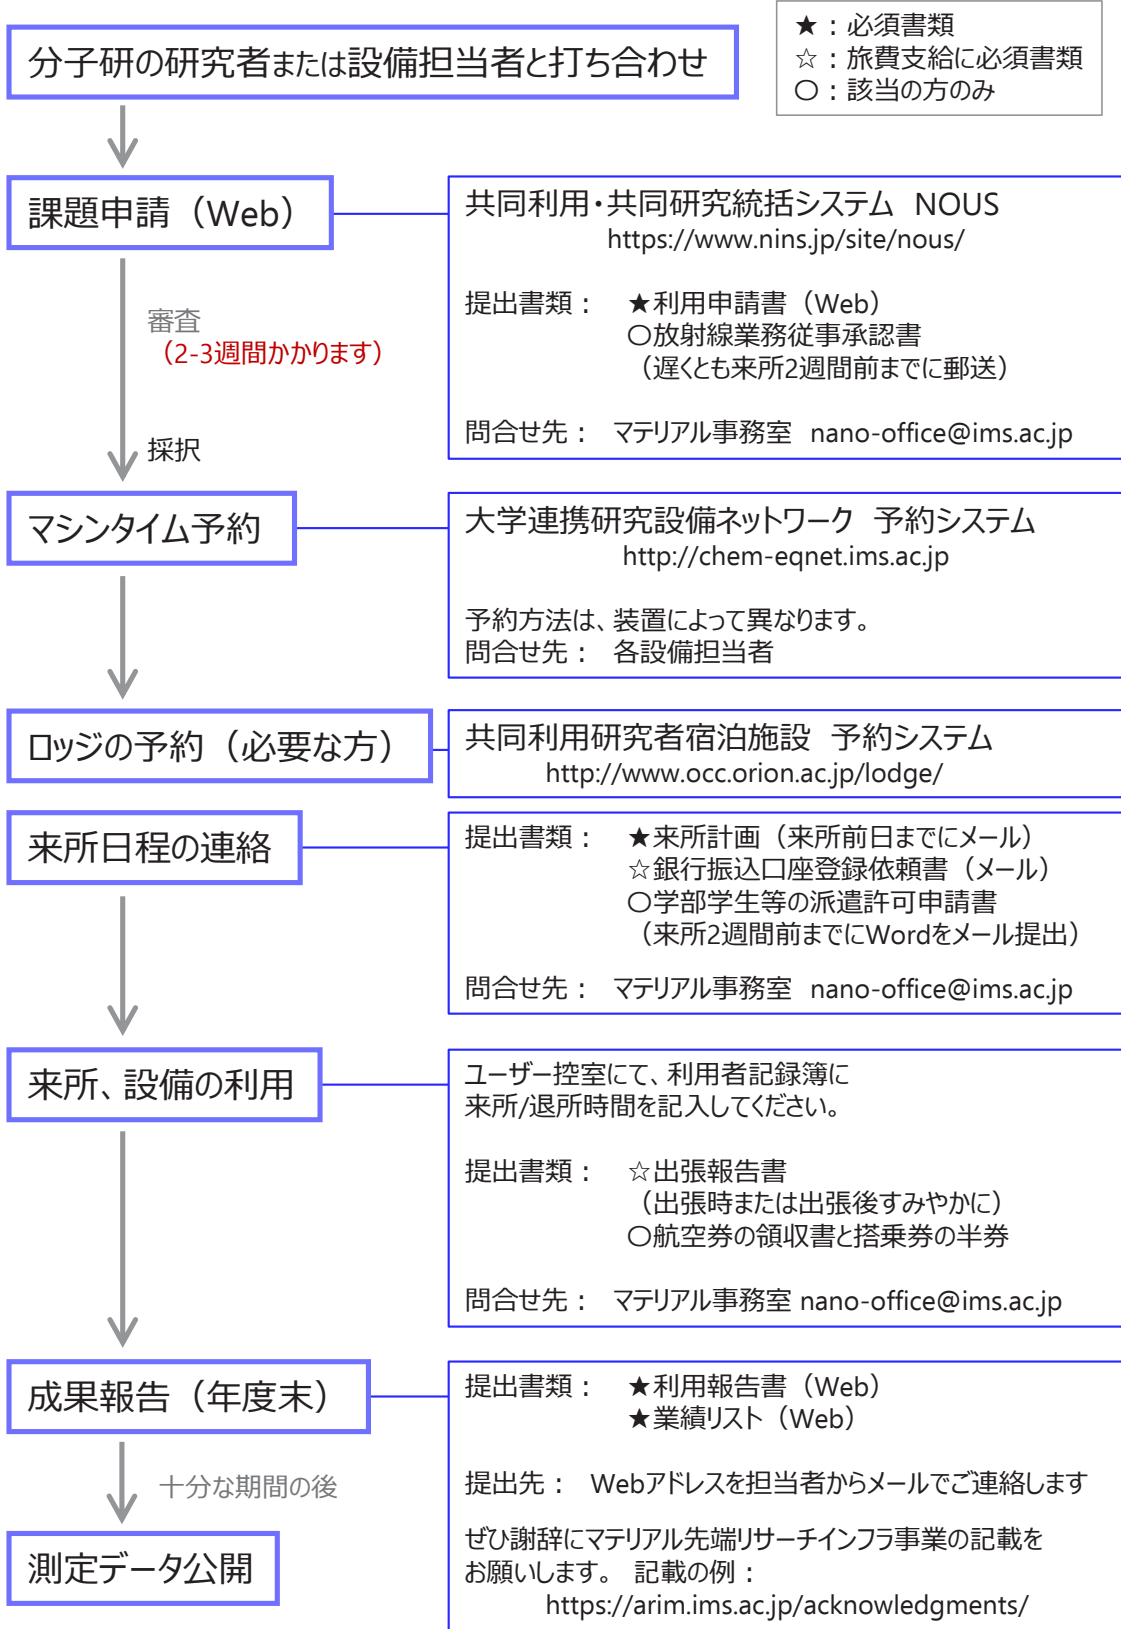 ★：必須書類
☆：旅費支給に必須書類
〇：該当の方のみ
分子研の研究者または設備担当者と打ち合わせ
課題申請（Web）
共同利用・共同研究統括システム　NOUS
https://www.nins.jp/site/nous/
提出書類：　★利用申請書（Web）
〇放射線業務従事承認書
（遅くとも来所2週間前までに郵送）
問合せ先：　マテリアル事務室　nano-office@ims.ac.jp
審査
（2-3週間かかります）
採択
マシンタイム予約
大学連携研究設備ネットワーク　予約システム
http://chem-eqnet.ims.ac.jp
予約方法は、装置によって異なります。
問合せ先：　各設備担当者
ロッジの予約（必要な方）
共同利用研究者宿泊施設　予約システム
http://www.occ.orion.ac.jp/lodge/
来所日程の連絡
提出書類：　★来所計画（来所前日までにメール）
☆銀行振込口座登録依頼書（メール）
〇学部学生等の派遣許可申請書
（来所2週間前までにWordをメール提出）
問合せ先：　マテリアル事務室　nano-office@ims.ac.jp
来所、設備の利用
ユーザー控室にて、利用者記録簿に
来所/退所時間を記入してください。
提出書類：　☆出張報告書
（出張時または出張後すみやかに）
〇航空券の領収書と搭乗券の半券
問合せ先：　マテリアル事務室 nano-office@ims.ac.jp
成果報告（年度末）
提出書類：　★利用報告書（Web）
★業績リスト（Web）
提出先：　Webアドレスを担当者からメールでご連絡します
ぜひ謝辞にマテリアル先端リサーチインフラ事業の記載を
お願いします。　記載の例：
https://arim.ims.ac.jp/acknowledgments/
十分な期間の後
測定データ公開